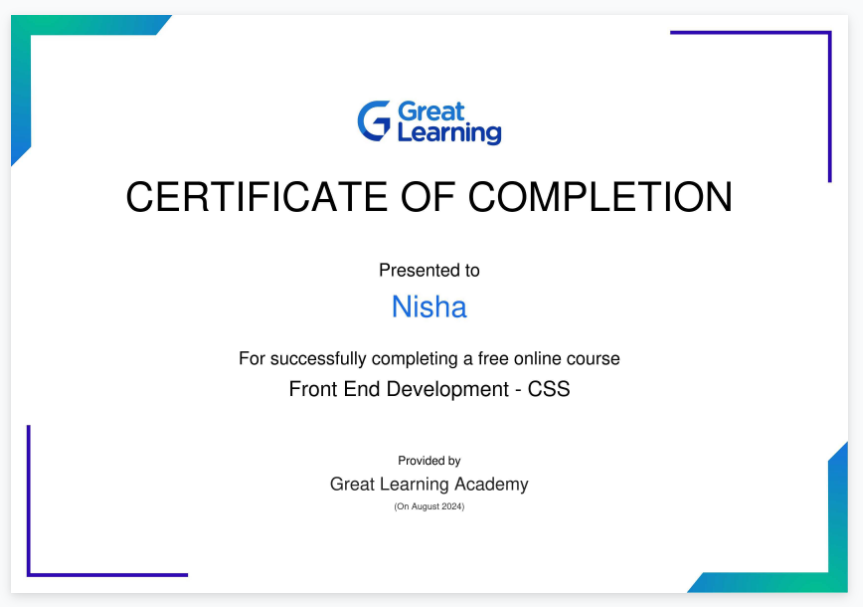 Great
Learning
CERTIFICATE OF COMPLETION
Presented to
Nisha
For successfully completing a free online course
Front End Development - CSS
Provided by
Great Learning Academy
(On August 2024)